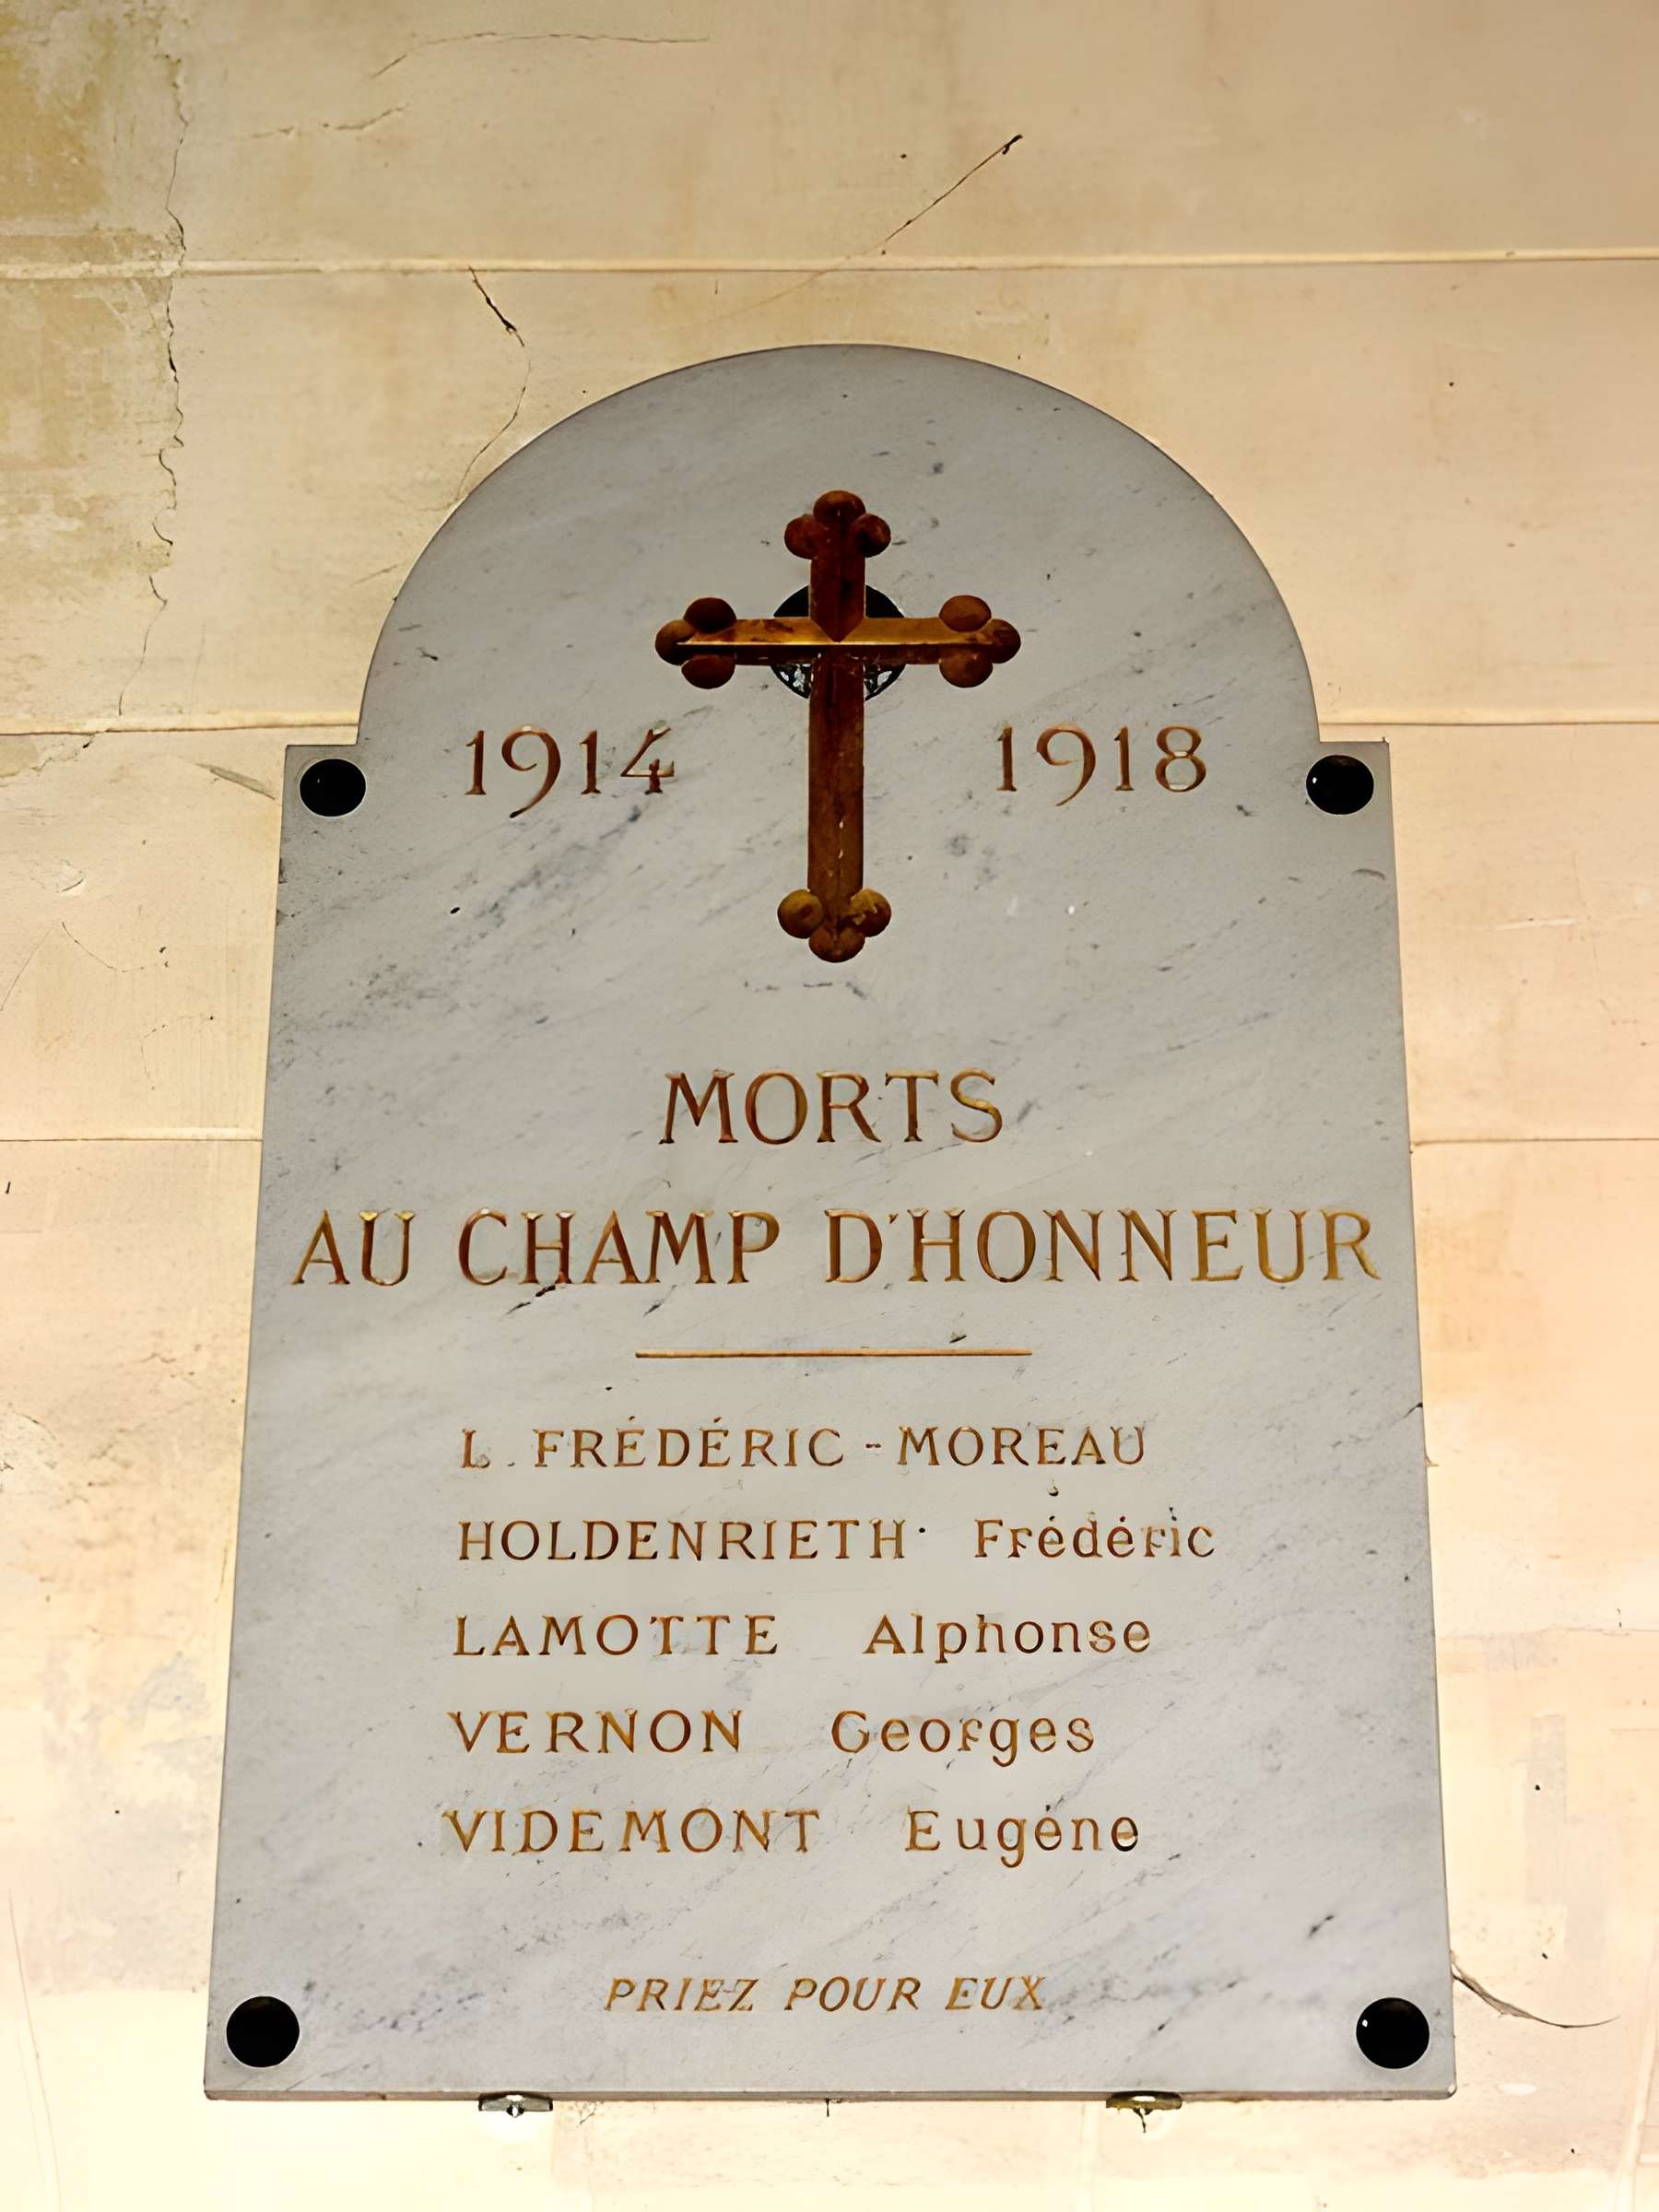 1914 1918
MORTS
AU CHAMP D'HONNEUR
L. FRÉDÉRIC-MOREAU
HOLDENRIETH Frédéric
LAMOTTE Alphonse
VERNON Georges
VIDEMONT Eugène
PRIEZ POUR EUX